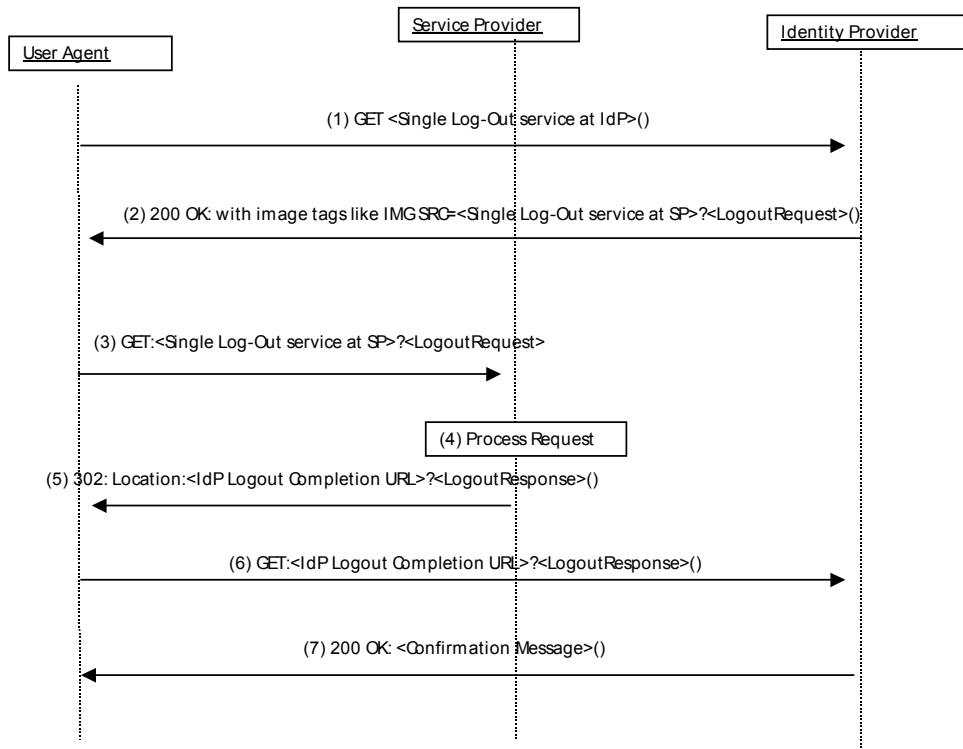 Service Provider
Identity Provider
User Agent
(1) GET <Single Log-Out service at IdP>()
(2) 200 OK: with image tags like IMG SRC=<Single Log-Out service at SP>?<LogoutRequest>()
(3) GET:<Single Log-Out service at SP>?<LogoutRequest>
(4) Process Request
(5) 302: Location:<IdP Logout Completion URL>?<LogoutResponse>()
(6) GET:<IdP Logout Completion URL>?<LogoutResponse>()
(7) 200 OK: <Confirmation Message>()